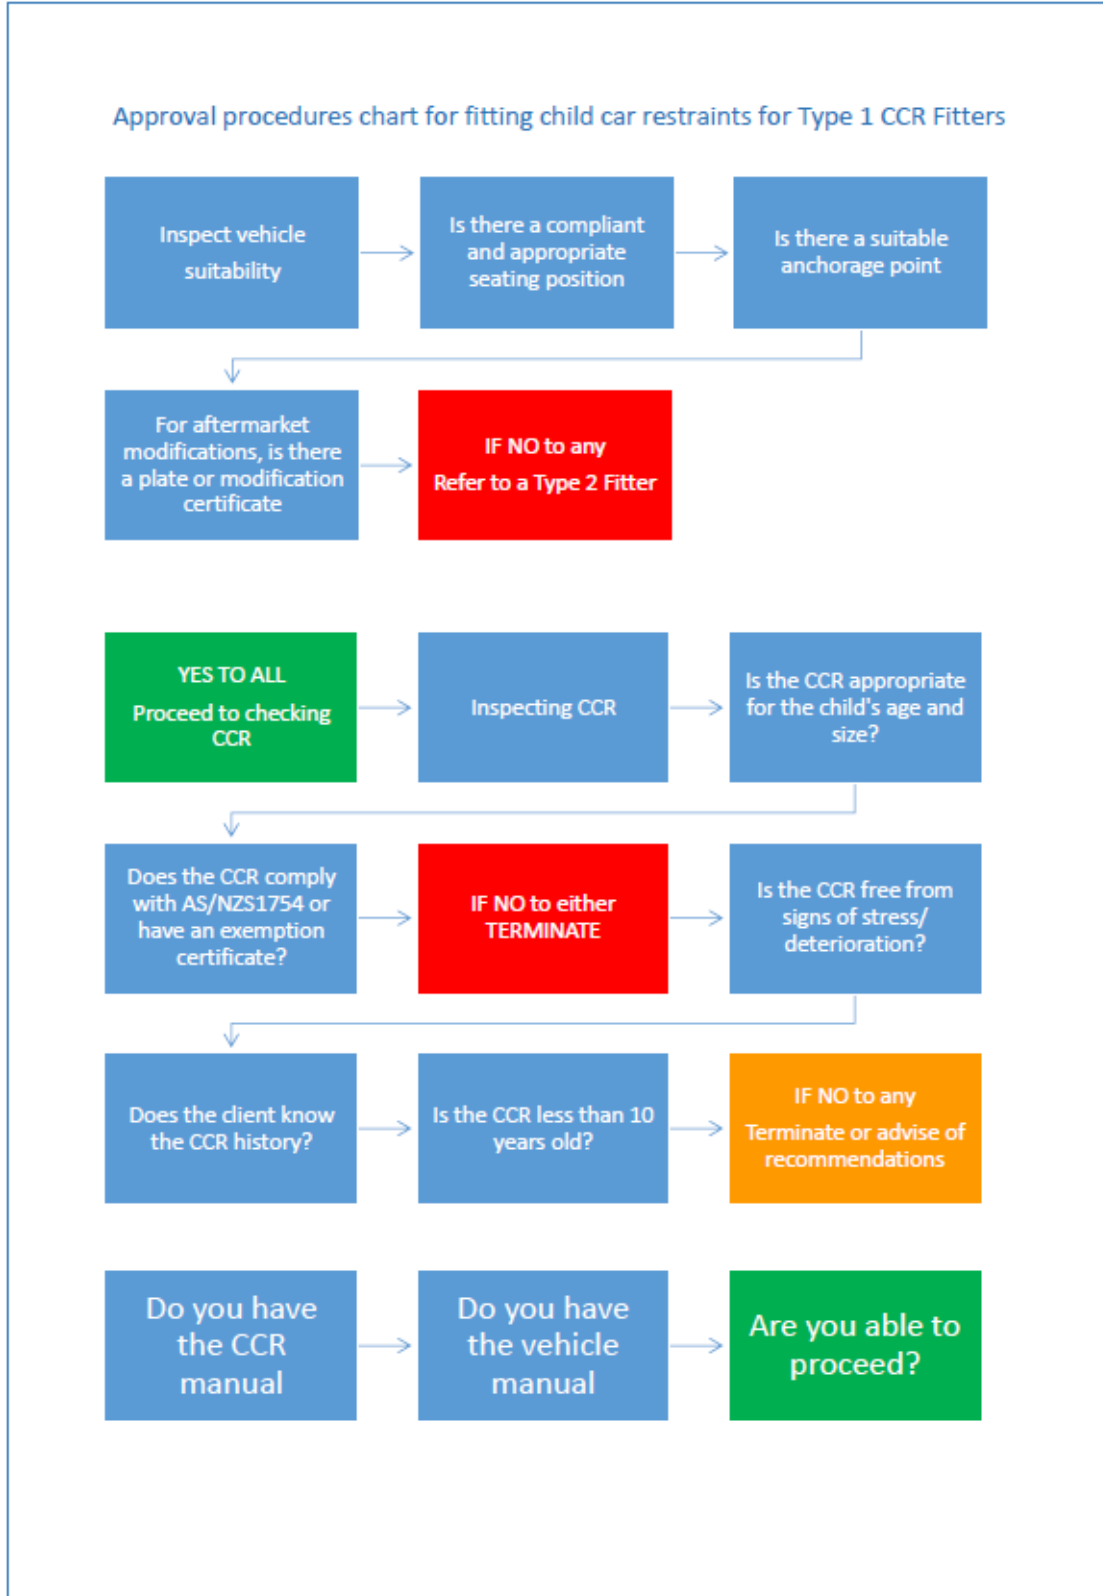 Approval procedures chart for fitting child car restraints for Type 1 CCR Fitters
Inspect vehicle
suitability
Is there a compliant
and appropriate
seating position
Is there a suitable
anchorage point
For aftermarket
modifications, is there
a plate or modification
certificate
IF NO to any
Refer to a Type 2 Fitter
YES TO ALL
Proceed to checking
CCR
Inspecting CCR
Is the CCR appropriate
for the child's age and
size?
Does the CCR comply
with AS/NZS1754 or
have an exemption
certificate?
IF NO to either
TERMINATE
Is the CCR free from
signs of stress/
deterioration?
Does the client know
the CCR history?
Is the CCR less than 10
years old?
IF NO to any
Terminate or advise of
recommendations
Do you have
the CCR
manual
Do you have
the vehicle
manual
Are you able to
proceed?